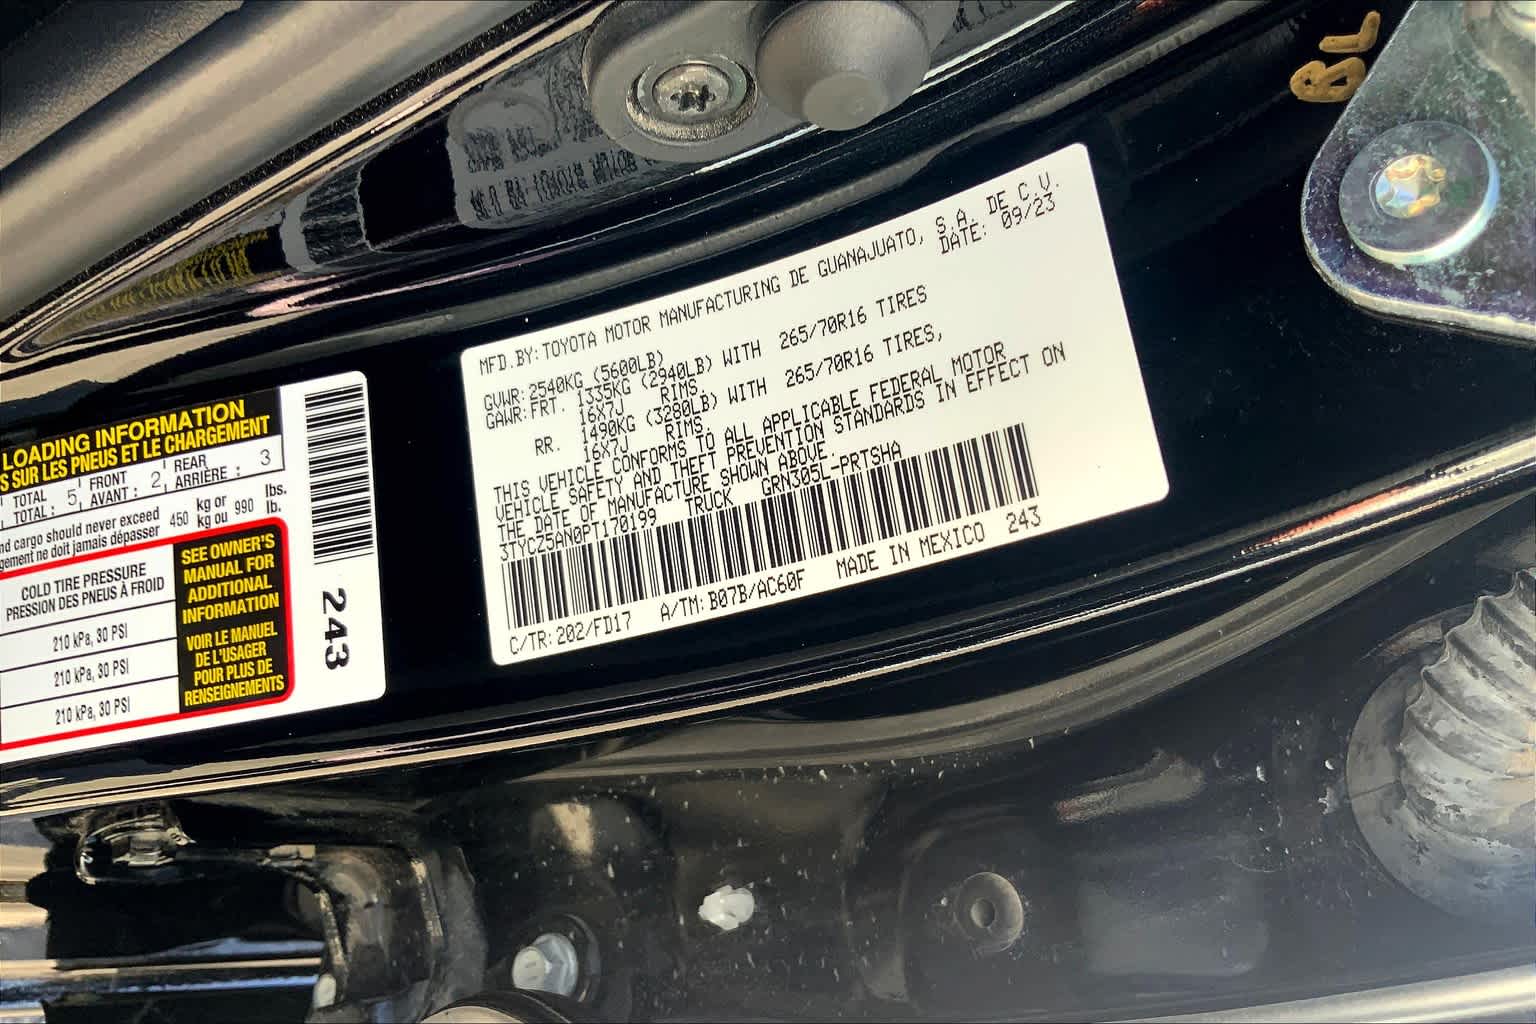 MFD.BY:TOYOTA MOTOR MANUFACTURING DE GUANAJUATO, S.A. DE C.V.
DATE: 09/23
GVWR:2540KG (5600LB)
GAWR:FRT. 1335KG (2940LB) WITH 265/70R16 TIRES
16X7J RIMS.
RR. 1490KG (3280LB) WITH 265/70R16 TIRES,
16X7J RIMS.
THIS VEHICLE CONFORMS TO ALL APPLICABLE FEDERAL MOTOR
VEHICLE SAFETY AND THEFT PREVENTION STANDARDS IN EFFECT ON
THE DATE OF MANUFACTURE SHOWN ABOVE.
3TYCZ5AN0PT170199 TRUCK GRN305L-PRTSHA
C/TR:202/FD17 A/TM:B07B/AC60F MADE IN MEXICO 243
LOADING INFORMATION
SUR LES PNEUS ET LE CHARGEMENT
TOTAL 5 FRONT 2 REAR 3
TOTAL : AVANT : ARRIÈRE :
cargo should never exceed 450 kg or 990 lbs.
ne doit jamais dépasser kg ou lb.
COLD TIRE PRESSURE
PRESSION DES PNEUS À FROID
210 kPa, 30 PSI
210 kPa, 30 PSI
210 kPa, 30 PSI
SEE OWNER'S
MANUAL FOR
ADDITIONAL
INFORMATION
VOIR LE MANUEL
DE L'USAGER
POUR PLUS DE
RENSEIGNEMENTS
243